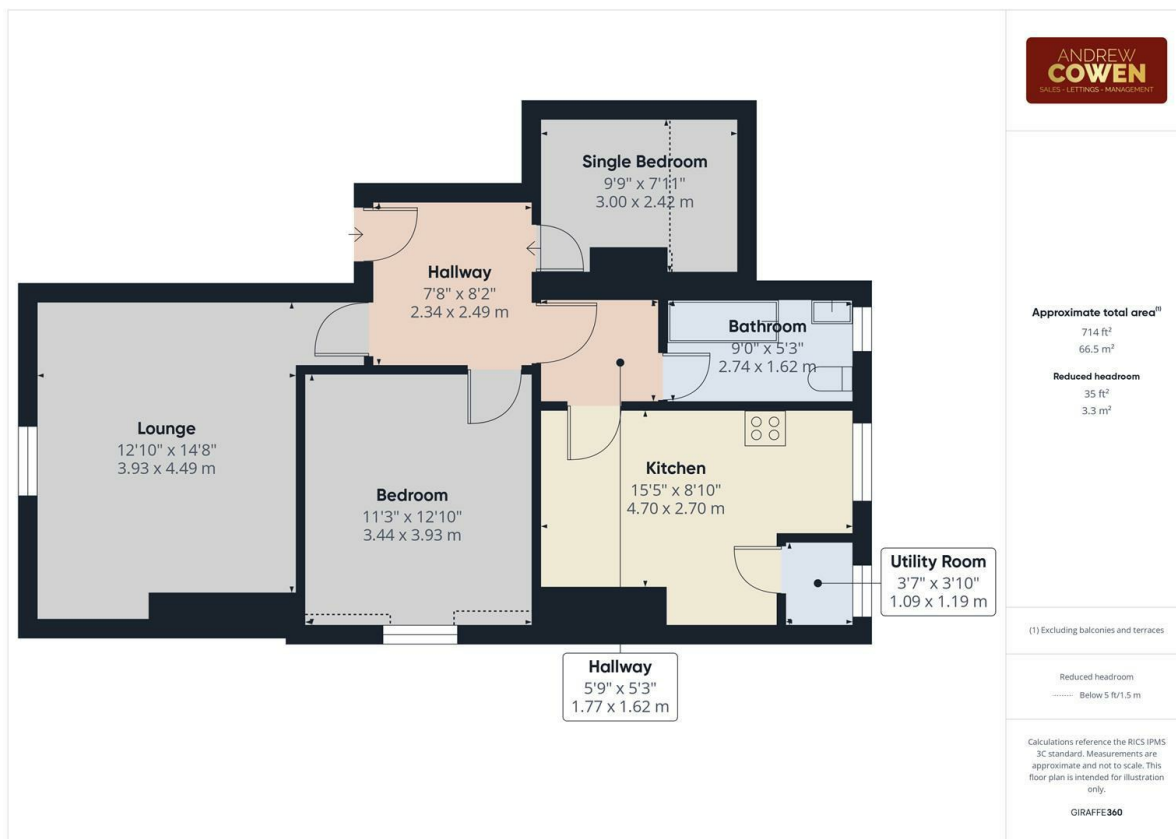 ANDREW
COWEN
SALES - LETTINGS - MANAGEMENT
Single Bedroom
9'9" x 7'11"
3.00 x 2.42 m
Hallway
7'8" x 8'2"
2.34 x 2.49 m
Bathroom
9'0" x 5'3"
2.74 x 1.62 m
Lounge
12'10" x 14'8"
3.93 x 4.49 m
Bedroom
11'3" x 12'10"
3.44 x 3.93 m
Kitchen
15'5" x 8'10"
4.70 x 2.70 m
Utility Room
3'7" x 3'10"
1.09 x 1.19 m
Hallway
5'9" x 5'3"
1.77 x 1.62 m
Approximate total area(1)
714 ft²
66.5 m²
Reduced headroom
35 ft²
3.3 m²
(1) Excluding balconies and terraces
Reduced headroom
Below 5 ft/1.5 m
Calculations reference the RICS IPMS
3C standard. Measurements are
approximate and not to scale. This
floor plan is intended for illustration
only.
GIRAFFE360